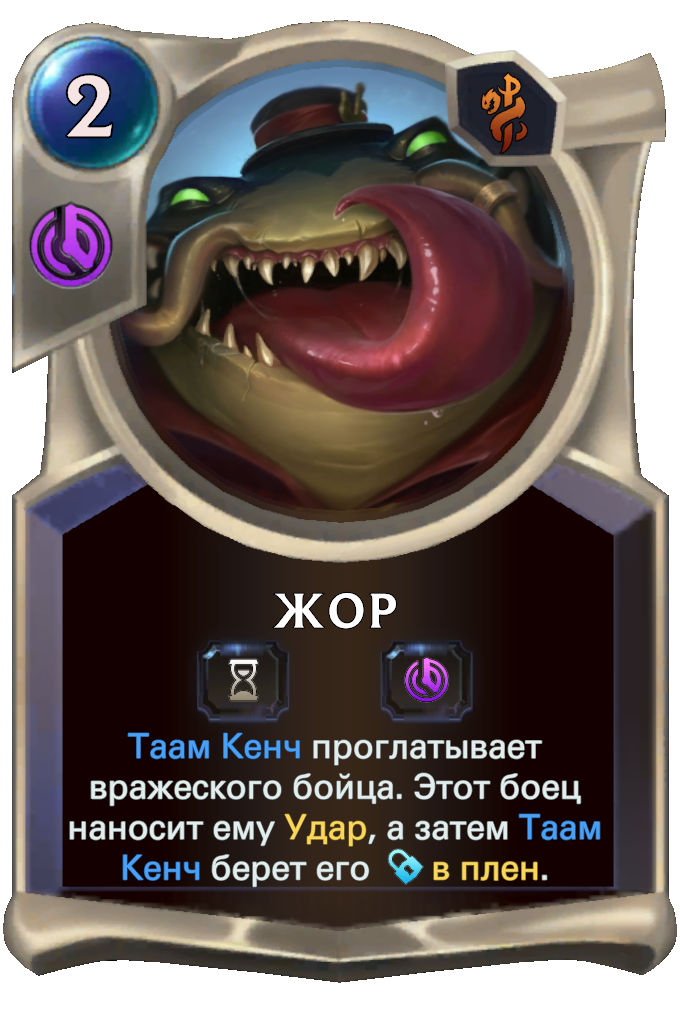 2
ЖОР
Таам Кенч проглатывает
вражеского бойца. Этот боец
наносит ему Удар, а затем Таам
Кенч берет его в плен.